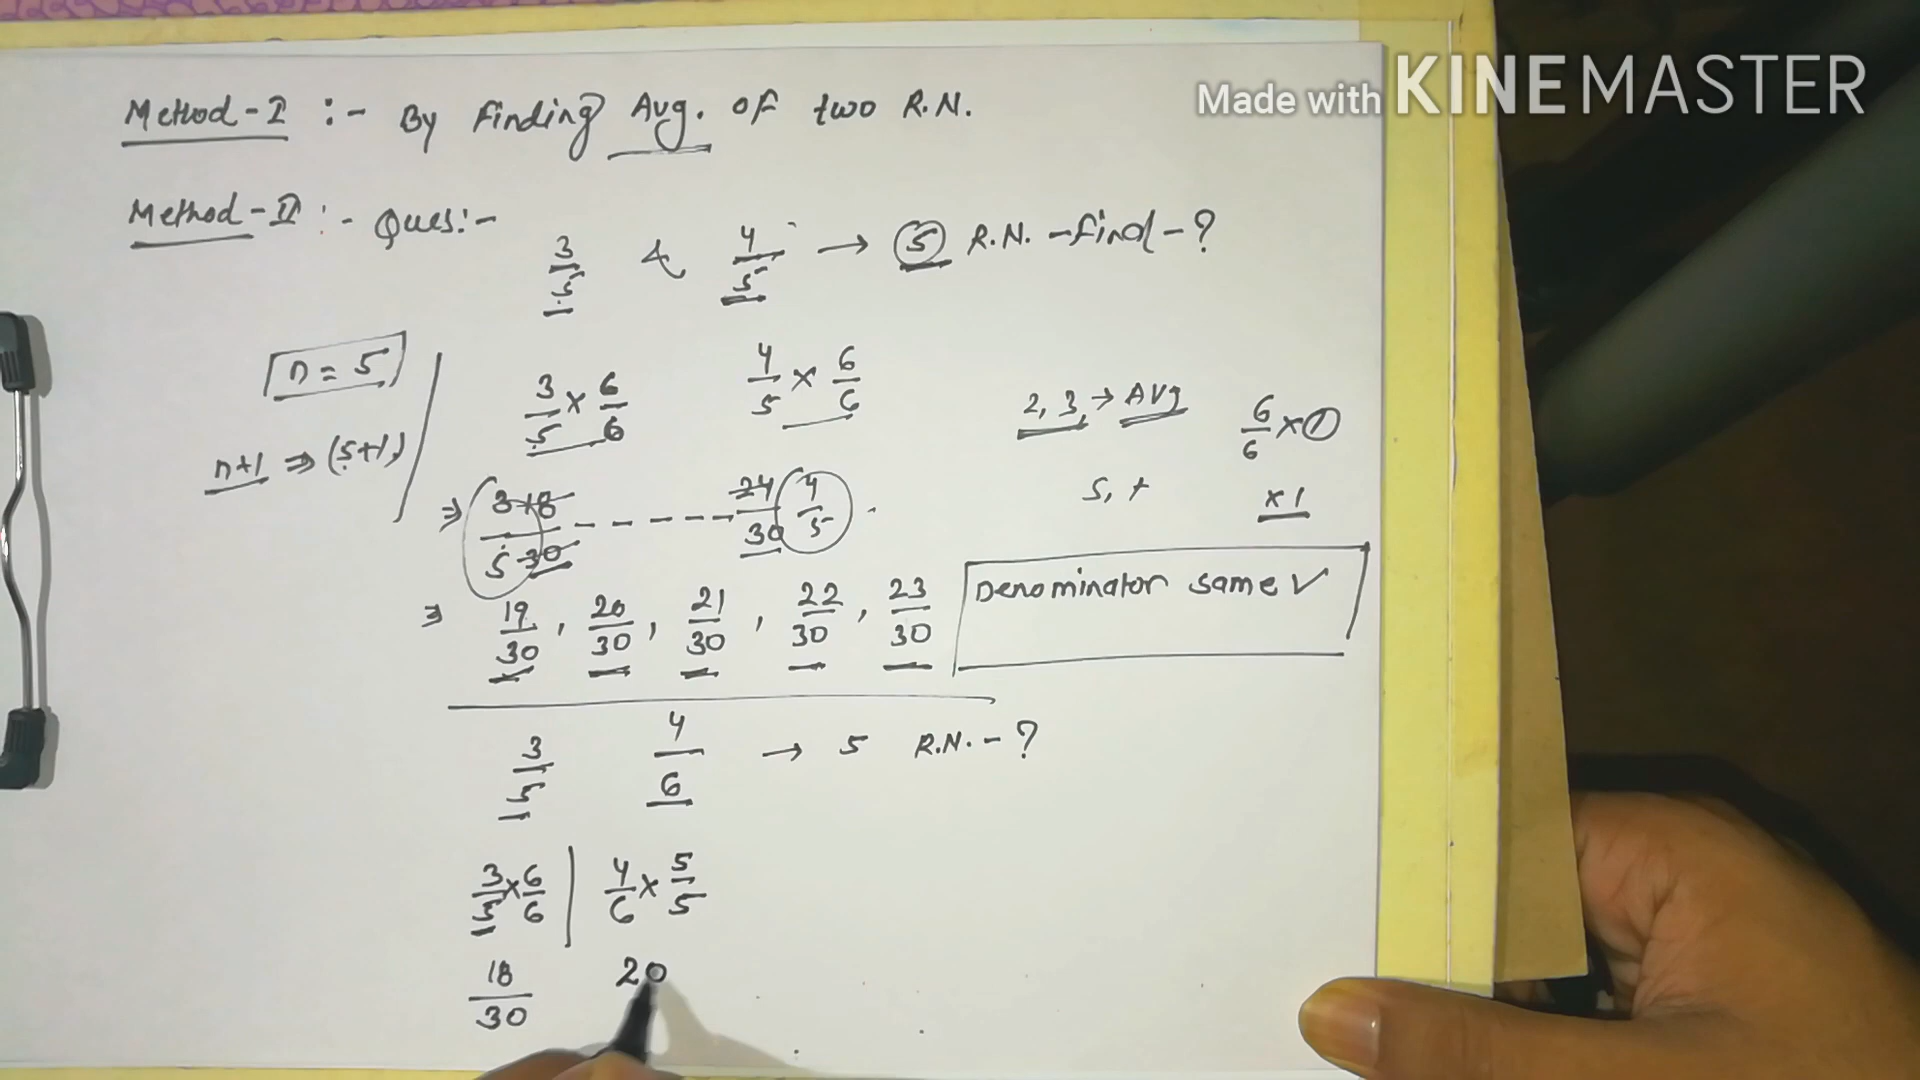 Made with KINEMASTER
Method-I :- By Finding Avg. of two R.N.
Method-II :- Ques:-
3/5 & 4/5 → 5 R.N. -find-?
n = 5
n+1 ⇒ (5+1)
3/5 × 6/6 4/5 × 6/6
2, 3, → Avg
6/6 × 1
⇒ 18/30 - - - - - - 24/30 4/5
5, +
×1
⇒ 19/30 , 20/30 , 21/30 , 22/30 , 23/30
Denominator same ✓
3/5 4/6 → 5 R.N. - ?
3/5 × 6/6 | 4/6 × 5/5
18/30 20